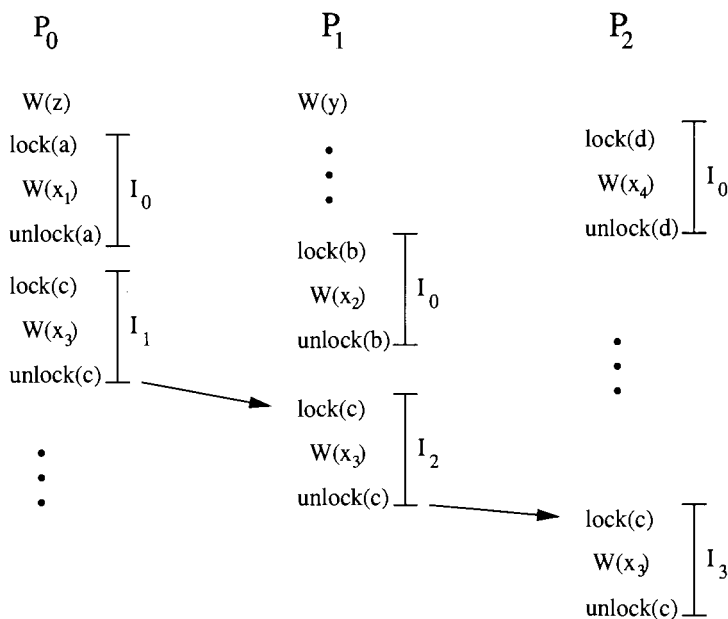 P0 P1 P2
W(z) W(y)
lock(a) lock(d)
W(x1) I0 W(x4) I0
unlock(a) unlock(d)
lock(b)
lock(c)
W(x2) I0
W(x3) I1
unlock(b)
unlock(c)
lock(c)
W(x3) I2
unlock(c)
lock(c)
W(x3) I3
unlock(c)